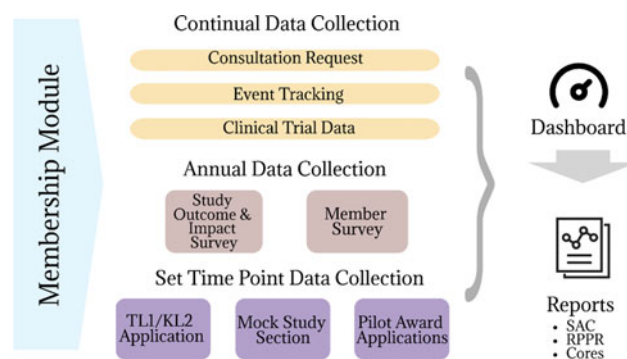 Membership Module
Continual Data Collection
Consultation Request
Event Tracking
Clinical Trial Data
Annual Data Collection
Study
Outcome &
Impact
Survey
Member
Survey
Set Time Point Data Collection
TL1/KL2
Application
Mock Study
Section
Pilot Award
Applications
Dashboard
Reports
• SAC
• RPPR
• Cores